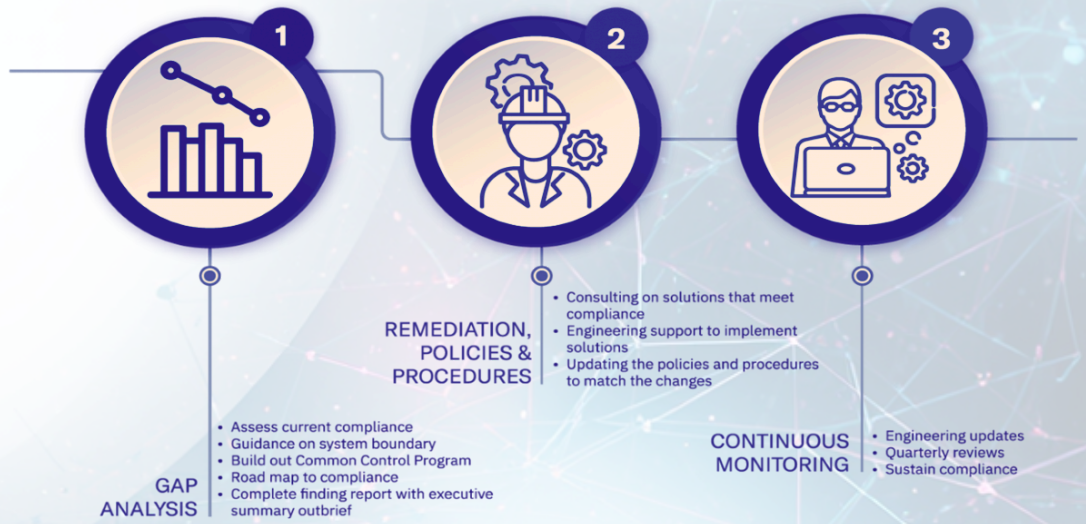 1
2
3
GAP
ANALYSIS
• Assess current compliance
• Guidance on system boundary
• Build out Common Control Program
• Road map to compliance
• Complete finding report with executive
summary outbrief
REMEDIATION,
POLICIES &
PROCEDURES
• Consulting on solutions that meet
compliance
• Engineering support to implement
solutions
• Updating the policies and procedures
to match the changes
CONTINUOUS
MONITORING
• Engineering updates
• Quarterly reviews
• Sustain compliance